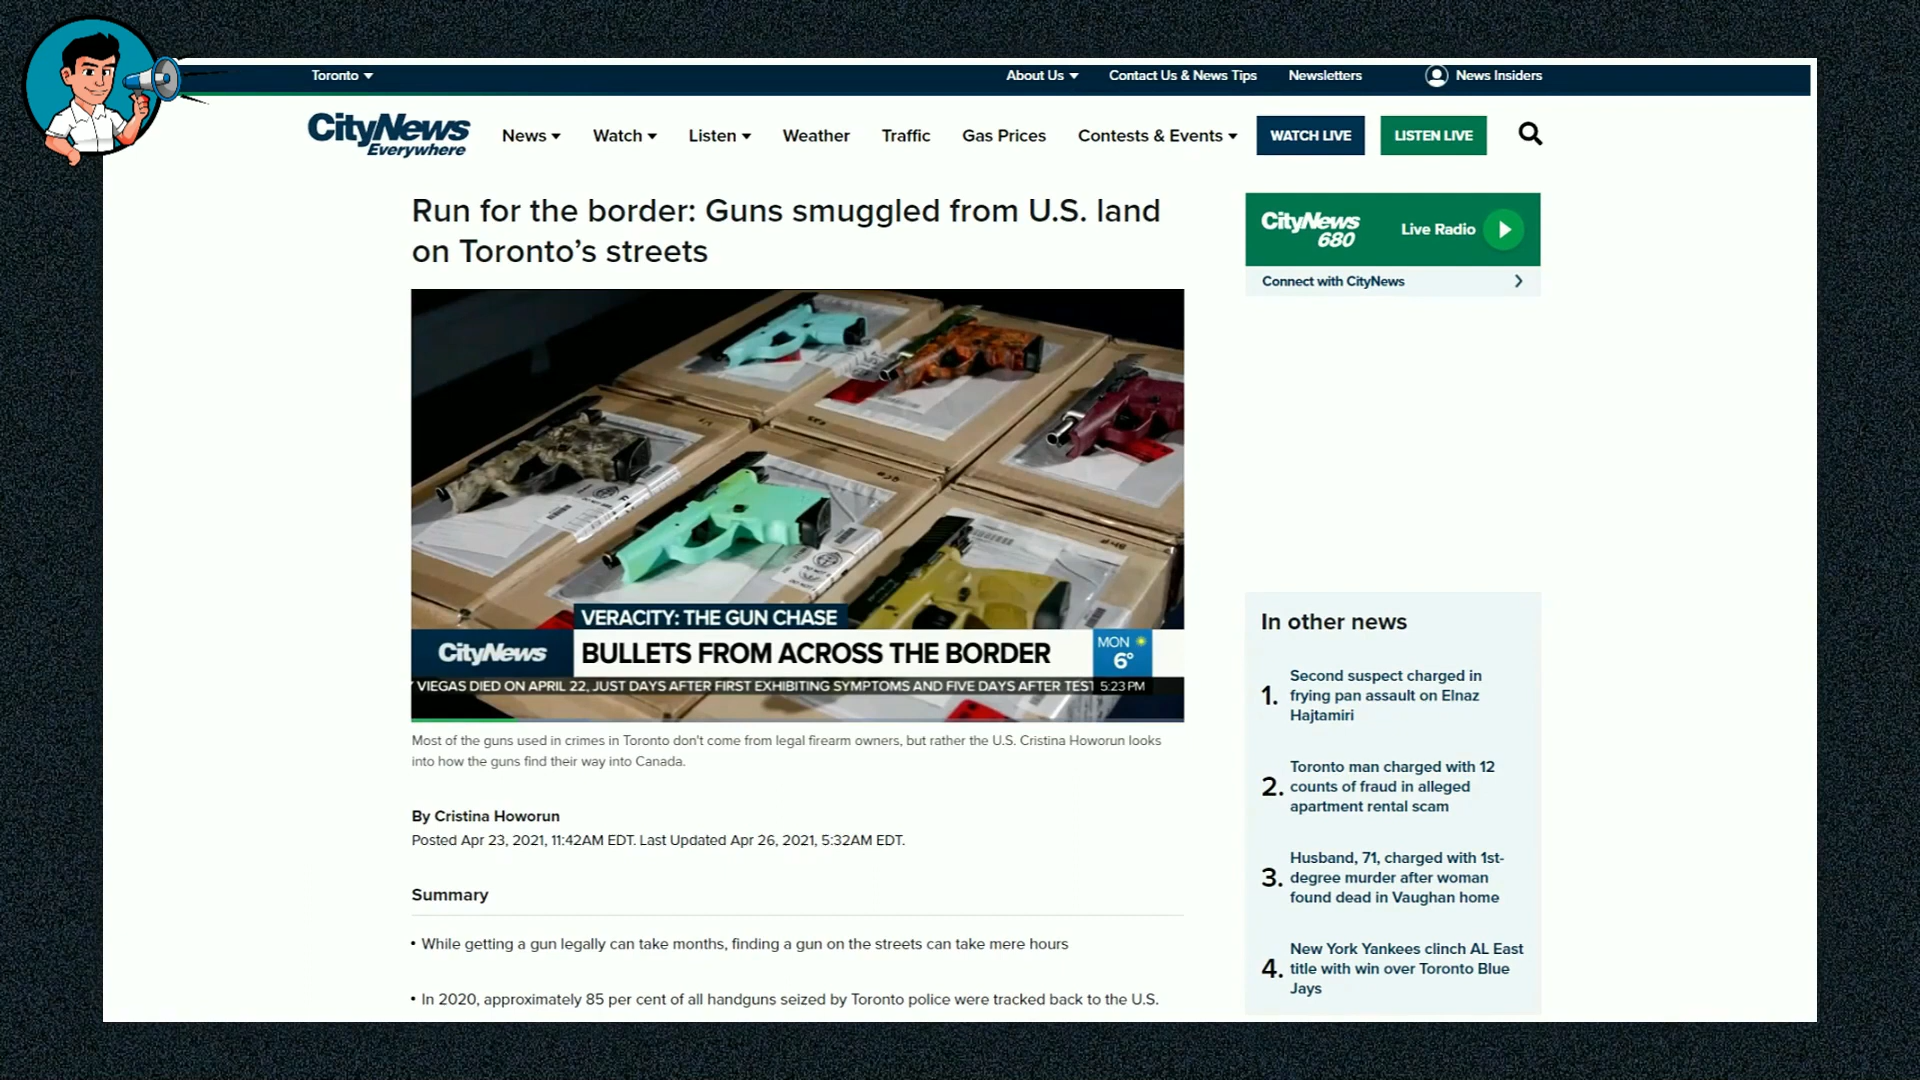 Toronto
About Us
Contact Us & News Tips
Newsletters
News Insiders
CityNews
Everywhere
News
Watch
Listen
Weather
Traffic
Gas Prices
Contests & Events
WATCH LIVE
LISTEN LIVE
Run for the border: Guns smuggled from U.S. land
on Toronto's streets
CityNews
680
Live Radio
Connect with CityNews
VERACITY: THE GUN CHASE
CityNews
BULLETS FROM ACROSS THE BORDER
MON
6°
VIEGAS DIED ON APRIL 22, JUST DAYS AFTER FIRST EXHIBITING SYMPTOMS AND FIVE DAYS AFTER TEST
5:23 PM
Most of the guns used in crimes in Toronto don't come from legal firearm owners, but rather the U.S. Cristina Howorun looks
into how the guns find their way into Canada.
By Cristina Howorun
Posted Apr 23, 2021, 11:42AM EDT. Last Updated Apr 26, 2021, 5:32AM EDT.
Summary
• While getting a gun legally can take months, finding a gun on the streets can take mere hours
• In 2020, approximately 85 per cent of all handguns seized by Toronto police were tracked back to the U.S.
In other news
1. Second suspect charged in
frying pan assault on Elnaz
Hajtamiri
2. Toronto man charged with 12
counts of fraud in alleged
apartment rental scam
3. Husband, 71, charged with 1st-
degree murder after woman
found dead in Vaughan home
4. New York Yankees clinch AL East
title with win over Toronto Blue
Jays